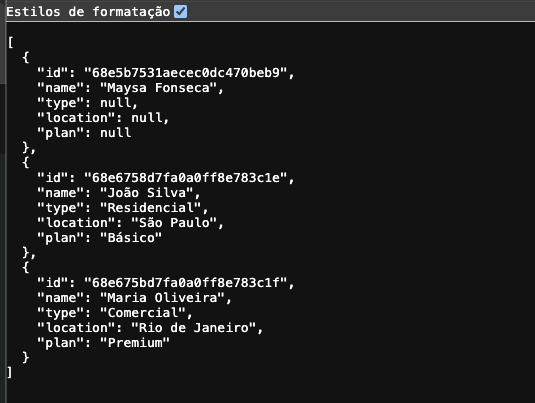 Estilos de formatação
[
  {
    "id": "68e5b7531aecec0dc470beb9",
    "name": "Maysa Fonseca",
    "type": null,
    "location": null,
    "plan": null
  },
  {
    "id": "68e6758d7fa0a0ff8e783c1e",
    "name": "João Silva",
    "type": "Residencial",
    "location": "São Paulo",
    "plan": "Básico"
  },
  {
    "id": "68e675bd7fa0a0ff8e783c1f",
    "name": "Maria Oliveira",
    "type": "Comercial",
    "location": "Rio de Janeiro",
    "plan": "Premium"
  }
]